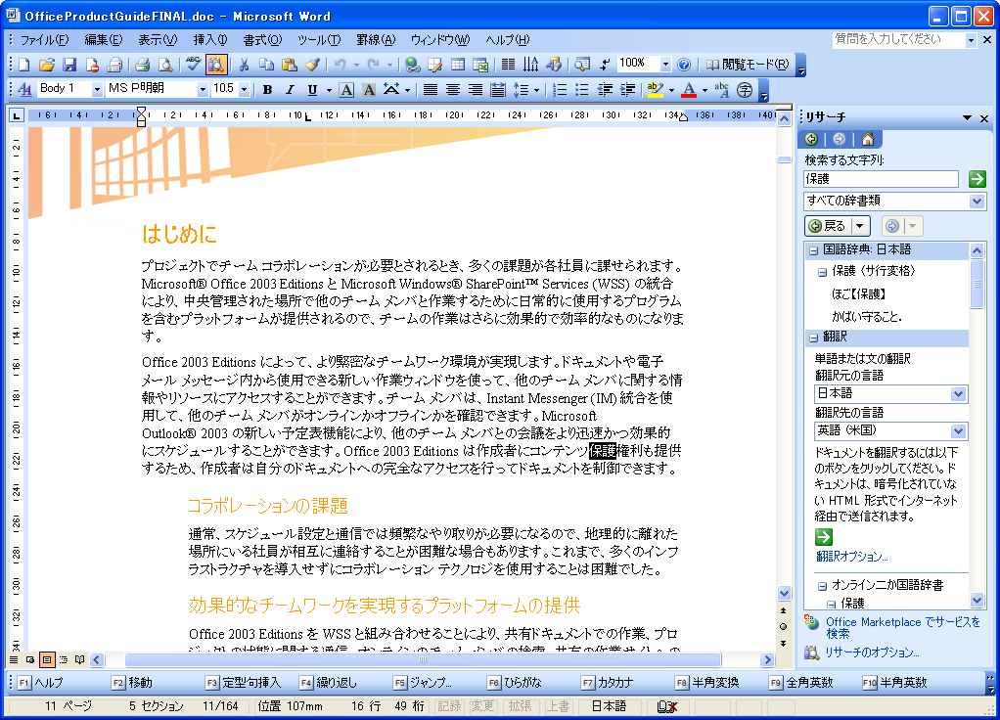 OfficeProductGuideFINAL.doc - Microsoft Word
ファイル(F) 編集(E) 表示(V) 挿入(I) 書式(O) ツール(T) 罫線(A) ウィンドウ(W) ヘルプ(H) 質問を入力してください
100% 閲覧モード(R)
Body 1 MS P明朝 10.5 B I U A A A abc 字
L 6 4 2 2 4 6 8 10 12 14 16 18 20 22 24 26 28 30 32 34 36 38 40
リサーチ
検索する文字列:
保護
すべての辞書類
戻る
国語辞典: 日本語
保護 (サ行変格)
ほご【保護】
かばい守ること.
翻訳
単語または文の翻訳
翻訳元の言語
日本語
翻訳先の言語
英語 (米国)
ドキュメントを翻訳するには以下
のボタンをクリックしてください。ド
キュメントは、暗号化されていな
い HTML 形式でインターネット
経由で送信されます。
翻訳オプション...
オンライン二か国語辞書
保護
Office Marketplace でサービスを
検索
リサーチのオプション...
はじめに
プロジェクトでチーム コラボレーションが必要とされるとき、多くの課題が各社員に課せられます。
Microsoft® Office 2003 Editions と Microsoft Windows® SharePoint™ Services (WSS) の統合
により、中央管理された場所で他のチーム メンバと作業するために日常的に使用するプログラム
を含むプラットフォームが提供されるので、チームの作業はさらに効果的で効率的なものになりま
す。
Office 2003 Editions によって、より緊密なチームワーク環境が実現します。ドキュメントや電子
メール メッセージ内から使用できる新しい作業ウィンドウを使って、他のチーム メンバに関する情
報やリソースにアクセスすることができます。チーム メンバは、Instant Messenger (IM) 統合を使
用して、他のチーム メンバがオンラインかオフラインかを確認できます。Microsoft
Outlook® 2003 の新しい予定表機能により、他のチーム メンバとの会議をより迅速かつ効果的
にスケジュールすることができます。Office 2003 Editions は作成者にコンテンツ保護権利も提供
するため、作成者は自分のドキュメントへの完全なアクセスを行ってドキュメントを制御できます。
コラボレーションの課題
通常、スケジュール設定と通信では頻繁なやり取りが必要になるので、地理的に離れた
場所にいる社員が相互に連絡することが困難な場合もあります。これまで、多くのインフ
ラストラクチャを導入せずにコラボレーション テクノロジを使用することは困難でした。
効果的なチームワークを実現するプラットフォームの提供
Office 2003 Editions を WSS と組み合わせることにより、共有ドキュメントでの作業、プロ
F1 ヘルプ F2 移動 F3 定型句挿入 F4 繰り返し F5 ジャンプ... F6 ひらがな F7 カタカナ F8 半角変換 F9 全角英数 F10 半角英数
11 ページ 5 セクション 11/164 位置 107mm 16 行 49 桁 記録 変更 拡張 上書 日本語